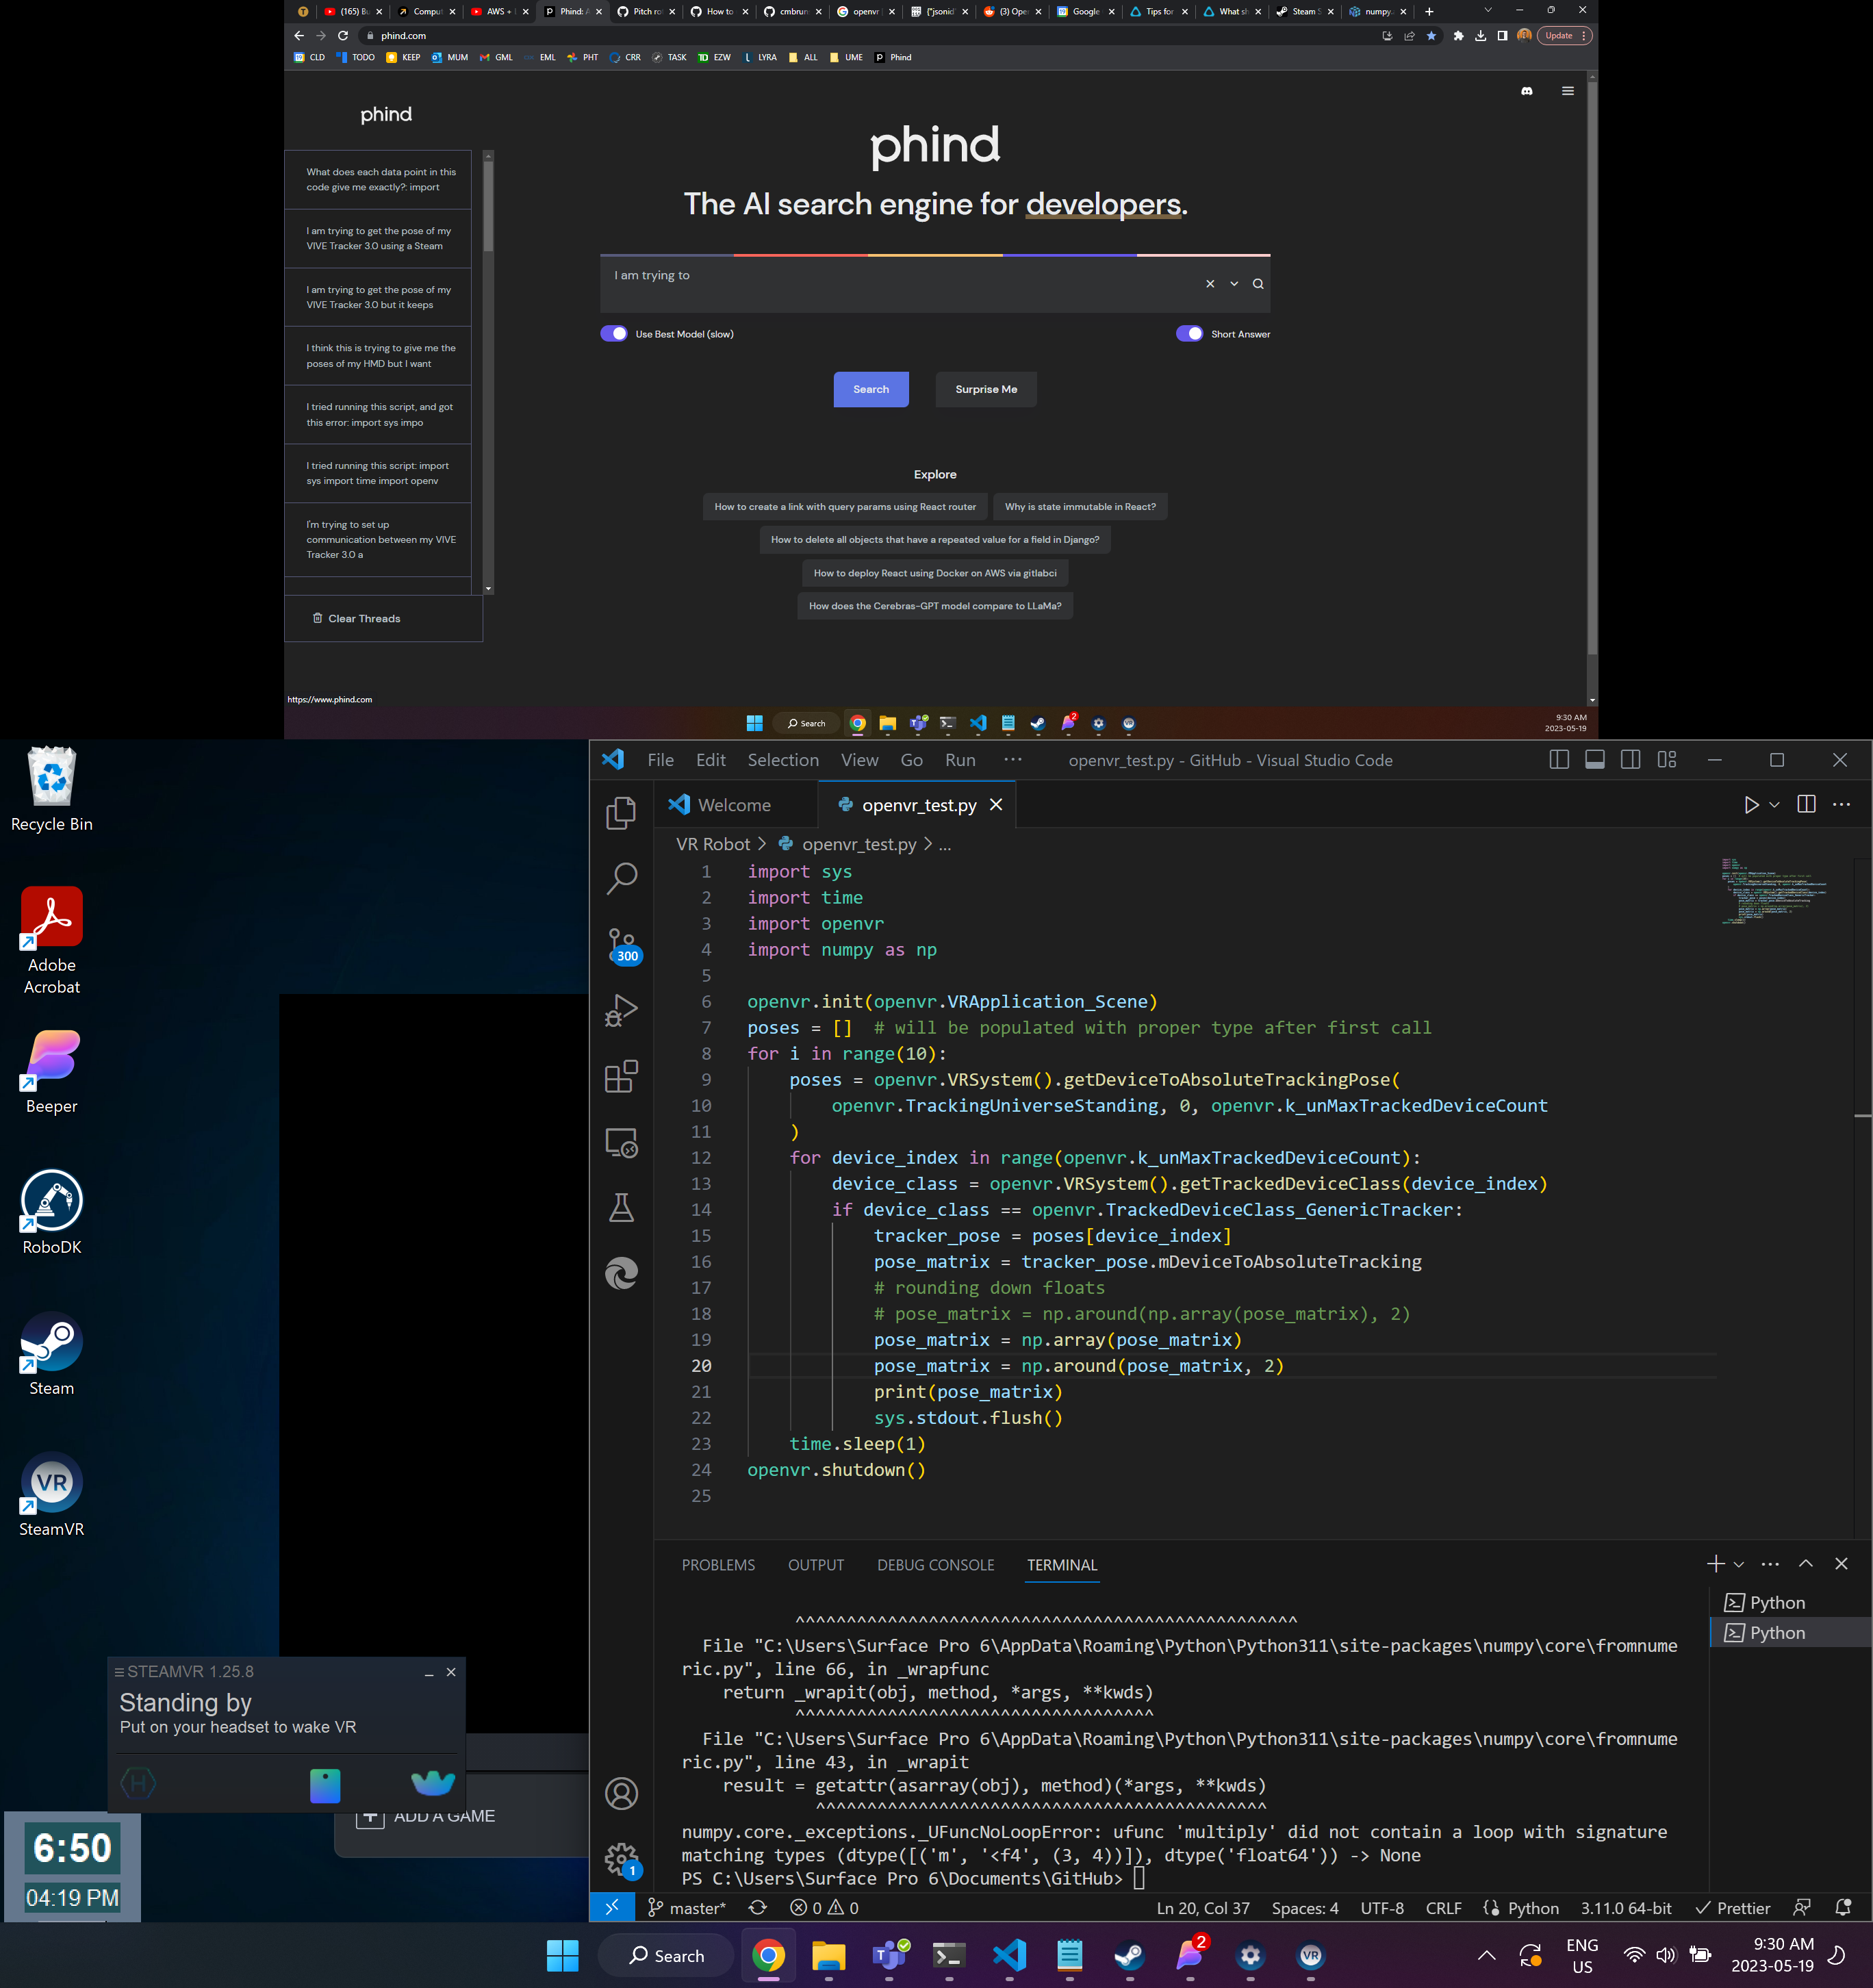 (165) Bu
Comput
AWS +
Phind: A
Pitch ro
How to
cmbrun
openvr
{"jsonid
(3) Ope
Google
Tips for
What sh
Steam S
numpy.
phind.com
Update
CLD TODO KEEP MUM GML EML PHT CRR TASK EZW LYRA ALL UME Phind
phind
What does each data point in this
code give me exactly?: import
I am trying to get the pose of my
VIVE Tracker 3.0 using a Steam
I am trying to get the pose of my
VIVE Tracker 3.0 but it keeps
I think this is trying to give me the
poses of my HMD but I want
I tried running this script, and got
this error: import sys impo
I tried running this script: import
sys import time import openv
I'm trying to set up
communication between my VIVE
Tracker 3.0 a
Clear Threads
https://www.phind.com
phind
The AI search engine for developers.
I am trying to
Use Best Model (slow)
Short Answer
Search
Surprise Me
Explore
How to create a link with query params using React router
Why is state immutable in React?
How to delete all objects that have a repeated value for a field in Django?
How to deploy React using Docker on AWS via gitlabci
How does the Cerebras-GPT model compare to LLaMa?
Search
2
9:30 AM
2023-05-19
Recycle Bin
Adobe
Acrobat
Beeper
RoboDK
Steam
VR
SteamVR
STEAMVR 1.25.8
Standing by
Put on your headset to wake VR
ADD A GAME
6:50
04:19 PM
File Edit Selection View Go Run ···
openvr_test.py - GitHub - Visual Studio Code
Welcome
openvr_test.py
VR Robot > openvr_test.py > ...
300
1 import sys
2 import time
3 import openvr
4 import numpy as np
5
6 openvr.init(openvr.VRApplication_Scene)
7 poses = []  # will be populated with proper type after first call
8 for i in range(10):
9     poses = openvr.VRSystem().getDeviceToAbsoluteTrackingPose(
10         openvr.TrackingUniverseStanding, 0, openvr.k_unMaxTrackedDeviceCount
11     )
12     for device_index in range(openvr.k_unMaxTrackedDeviceCount):
13         device_class = openvr.VRSystem().getTrackedDeviceClass(device_index)
14         if device_class == openvr.TrackedDeviceClass_GenericTracker:
15             tracker_pose = poses[device_index]
16             pose_matrix = tracker_pose.mDeviceToAbsoluteTracking
17             # rounding down floats
18             # pose_matrix = np.around(np.array(pose_matrix), 2)
19             pose_matrix = np.array(pose_matrix)
20             pose_matrix = np.around(pose_matrix, 2)
21             print(pose_matrix)
22             sys.stdout.flush()
23     time.sleep(1)
24 openvr.shutdown()
25
PROBLEMS OUTPUT DEBUG CONSOLE TERMINAL
Python
Python
^^^^^^^^^^^^^^^^^^^^^^^^^^^^^^^^^^^^^^^^^^^^^^^^^
File "C:\Users\Surface Pro 6\AppData\Roaming\Python\Python311\site-packages\numpy\core\fromnume
ric.py", line 66, in _wrapfunc
return _wrapit(obj, method, *args, **kwds)
^^^^^^^^^^^^^^^^^^^^^^^^^^^^^^^^^^^
File "C:\Users\Surface Pro 6\AppData\Roaming\Python\Python311\site-packages\numpy\core\fromnume
ric.py", line 43, in _wrapit
result = getattr(asarray(obj), method)(*args, **kwds)
^^^^^^^^^^^^^^^^^^^^^^^^^^^^^^^^^^^^^^^^^^^^
numpy.core._exceptions._UFuncNoLoopError: ufunc 'multiply' did not contain a loop with signature
matching types (dtype([('m', '<f4', (3, 4))]), dtype('float64')) -> None
PS C:\Users\Surface Pro 6\Documents\GitHub>
1
master* 0 0 Ln 20, Col 37 Spaces: 4 UTF-8 CRLF Python 3.11.0 64-bit Prettier
Search
2
VR
ENG
US
9:30 AM
2023-05-19